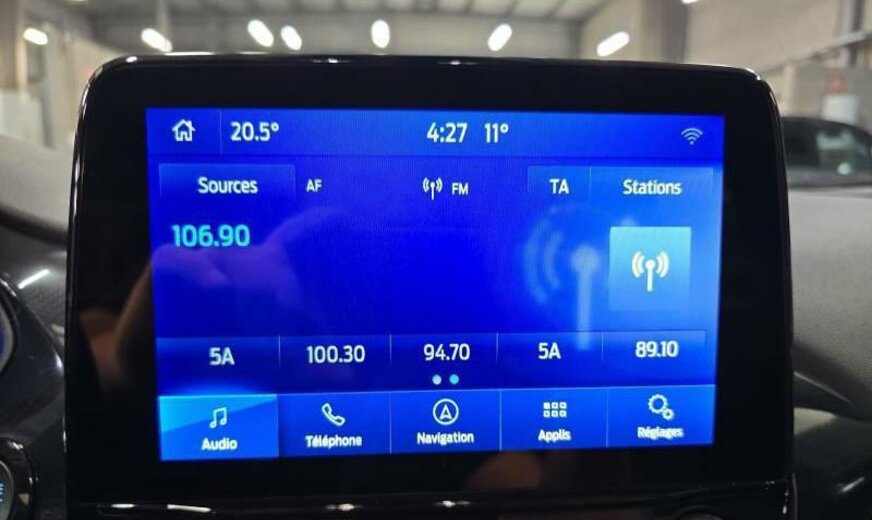 20.5° 4:27 11°
Sources AF FM TA Stations
106.90
5A 100.30 94.70 5A 89.10
Audio Téléphone Navigation Applis Réglages